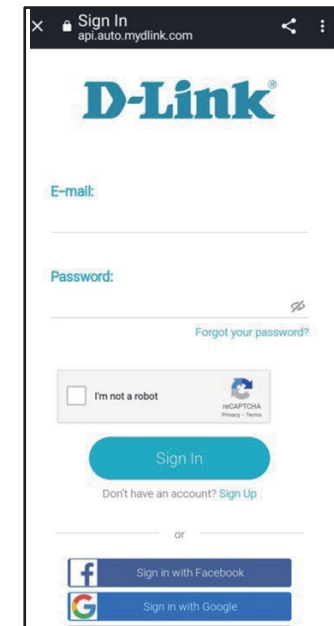 Sign In
api.auto.mydlink.com
D-Link®
E-mail:
Password:
Forgot your password?
I'm not a robot
reCAPTCHA
Privacy - Terms
Sign In
Don't have an account? Sign Up
or
Sign in with Facebook
Sign in with Google